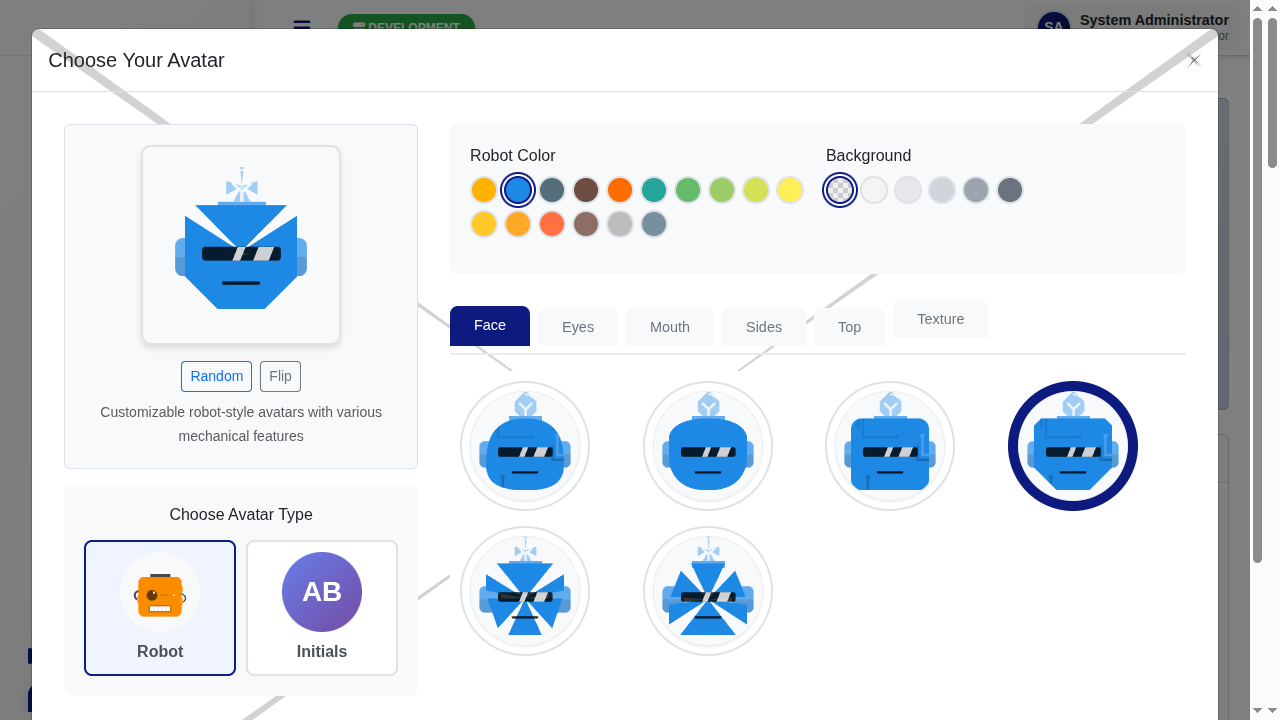 DEVELOPMENT
SA
System Administrator
or
Choose Your Avatar
Robot Color
Background
Face
Eyes
Mouth
Sides
Top
Texture
Random
Flip
Customizable robot-style avatars with various
mechanical features
Choose Avatar Type
AB
Robot
Initials